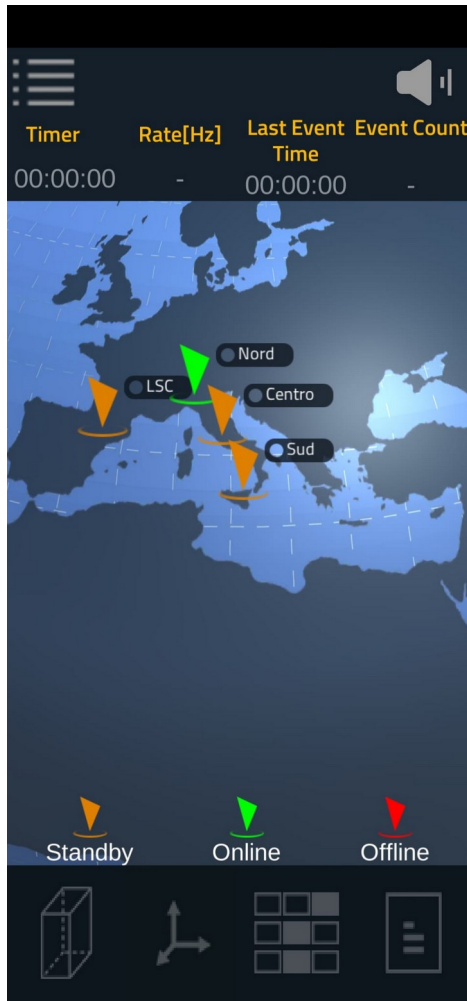 Timer Rate[Hz] Last Event Time Event Count
00:00:00 - 00:00:00 -
Nord
LSC
Centro
Sud
Standby Online Offline